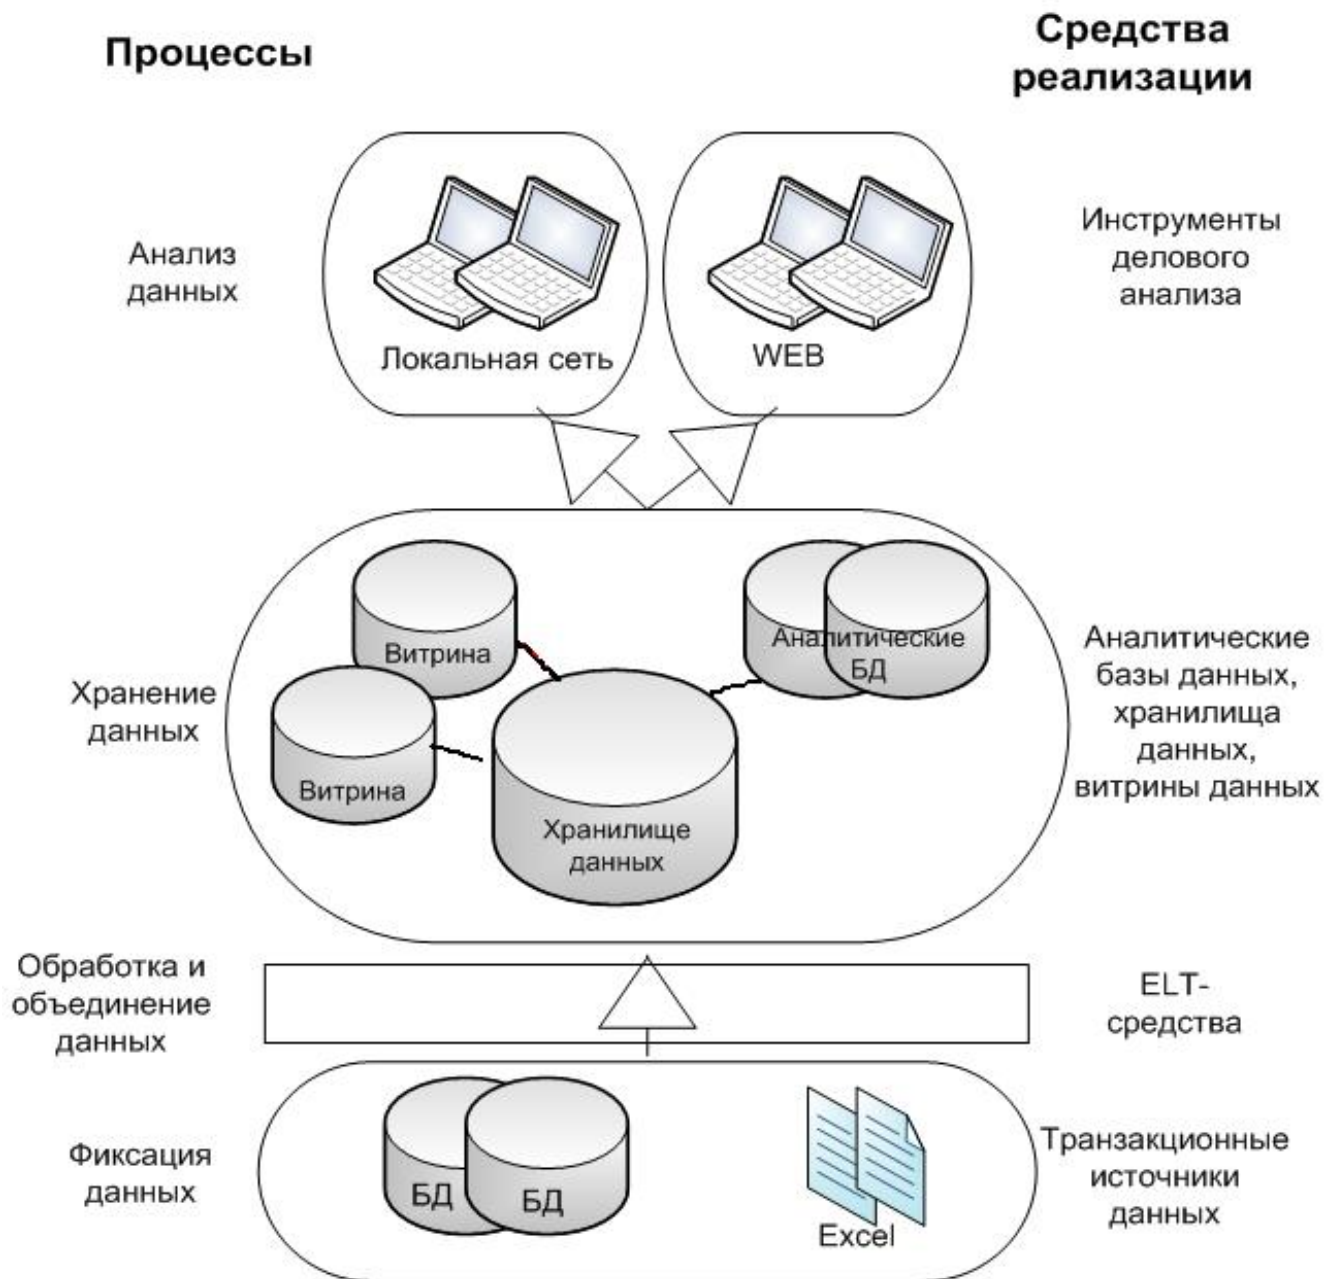 Процессы
Средства
реализации
Анализ
данных
Локальная сеть
WEB
Инструменты
делового
анализа
Хранение
данных
Витрина
Витрина
Хранилище
данных
Аналитические
БД
Аналитические
базы данных,
хранилища
данных,
витрины данных
Обработка и
объединение
данных
ELT-
средства
Фиксация
данных
БД
БД
Excel
Транзакционные
источники
данных